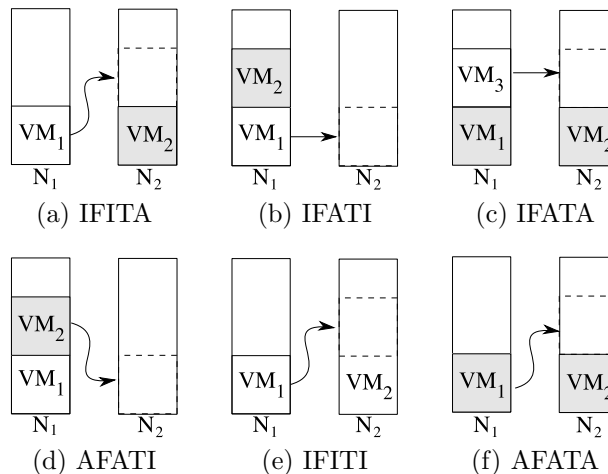 VM₂
VM₃
VM₁
VM₂
VM₁
VM₁
VM₂
N₁
N₂
N₁
N₂
N₁
N₂
(a) IFITA
(b) IFATI
(c) IFATA
VM₂
VM₁
VM₁
VM₂
VM₁
VM₂
N₁
N₂
N₁
N₂
N₁
N₂
(d) AFATI
(e) IFITI
(f) AFATA